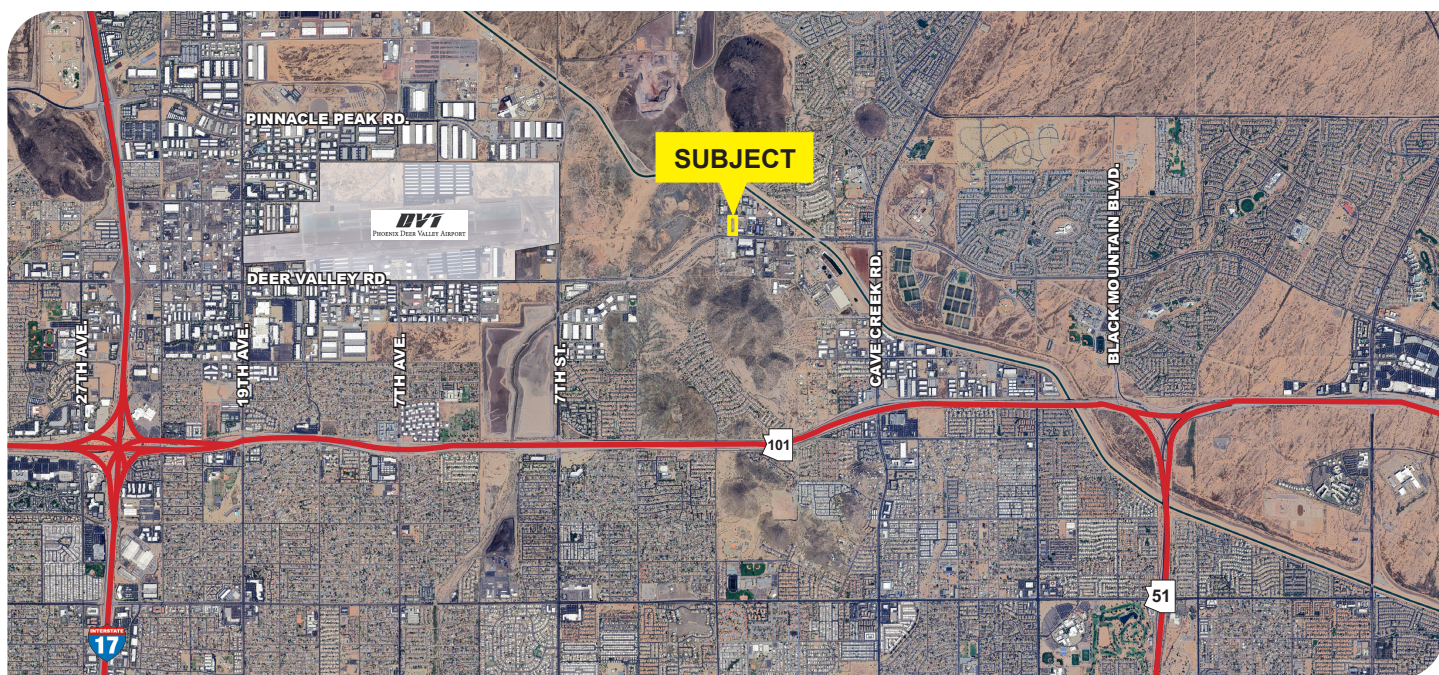 PINNACLE PEAK RD.
SUBJECT
DVT
PHOENIX DEER VALLEY AIRPORT
DEER VALLEY RD.
27TH AVE.
19TH AVE.
7TH AVE.
7TH ST.
CAVE CREEK RD.
BLACK MOUNTAIN BLVD.
101
51
INTERSTATE
17